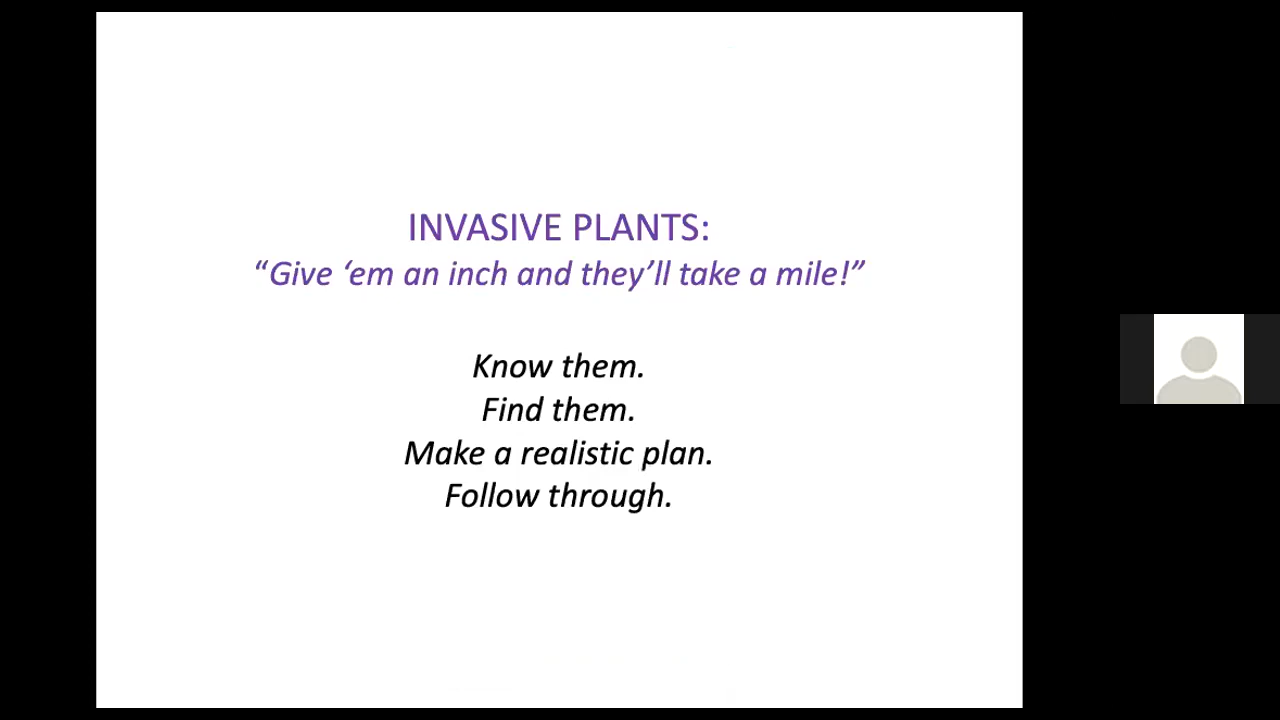 INVASIVE PLANTS:
“Give ‘em an inch and they’ll take a mile!”
Know them.
Find them.
Make a realistic plan.
Follow through.